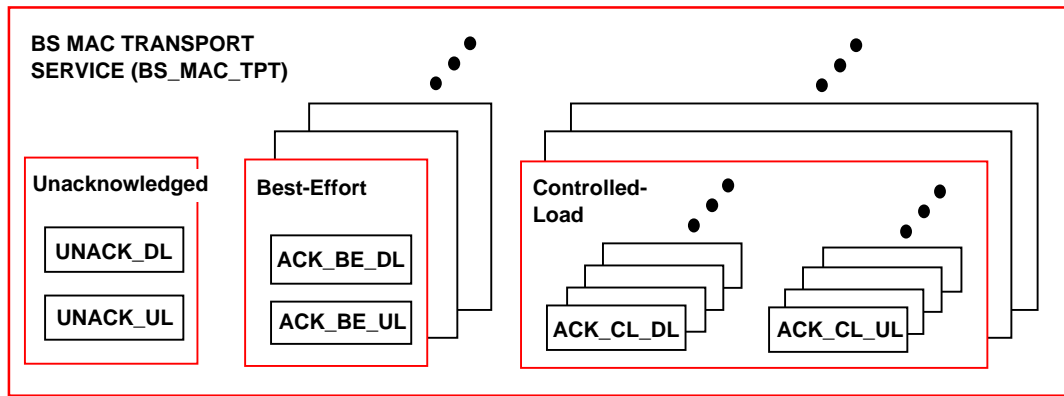 BS MAC TRANSPORT
SERVICE (BS_MAC_TPT)
Unacknowledged
UNACK_DL
UNACK_UL
Best-Effort
ACK_BE_DL
ACK_BE_UL
Controlled-
Load
ACK_CL_DL
ACK_CL_UL